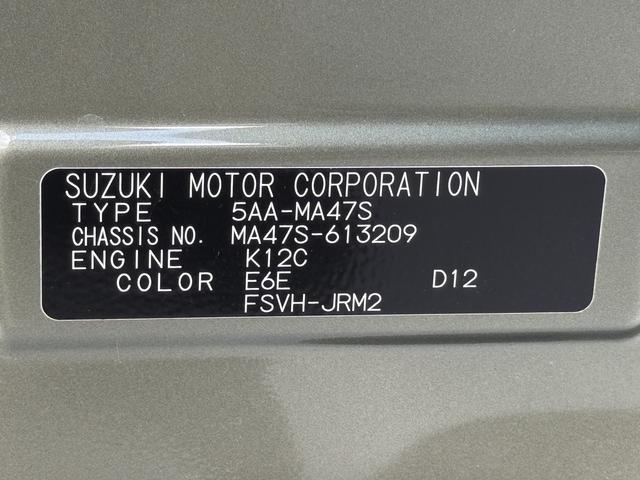 SUZUKI MOTOR CORPORATION
TYPE 5AA-MA47S
CHASSIS NO. MA47S-613209
ENGINE K12C
COLOR E6E D12
FSVH-JRM2